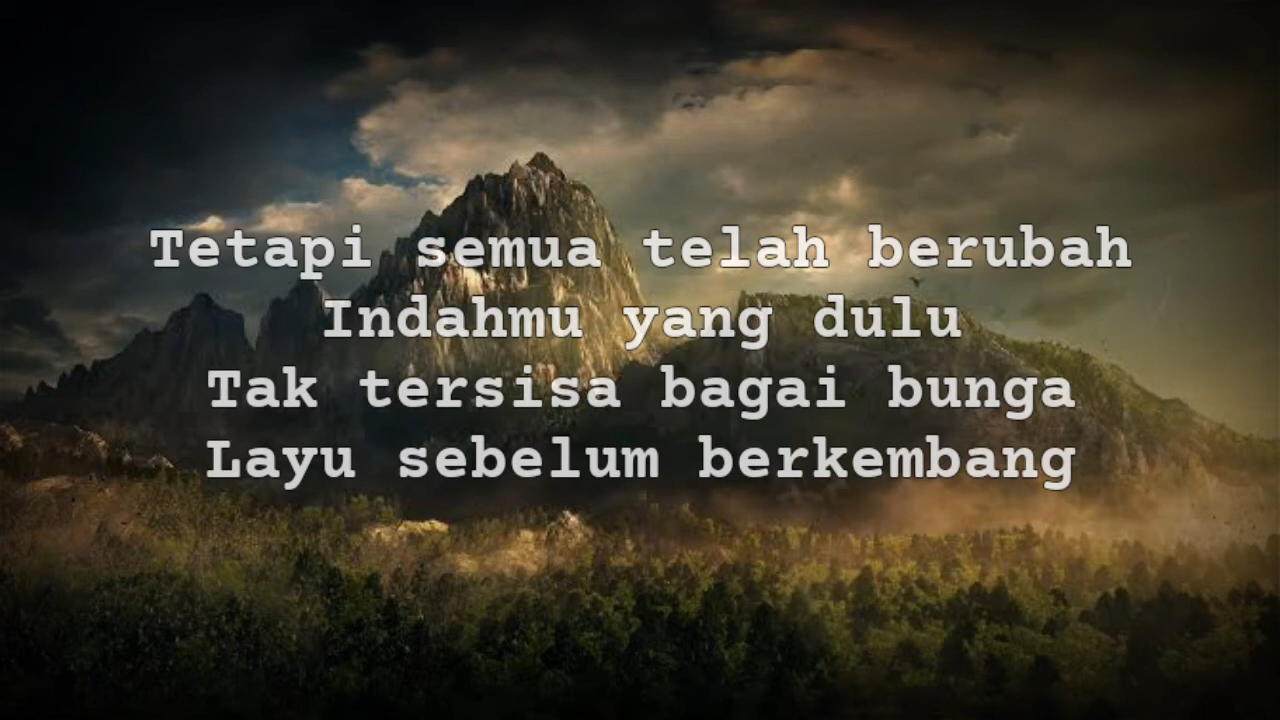 Tetapi semua telah berubah
Indahmu yang dulu
Tak tersisa bagai bunga
Layu sebelum berkembang